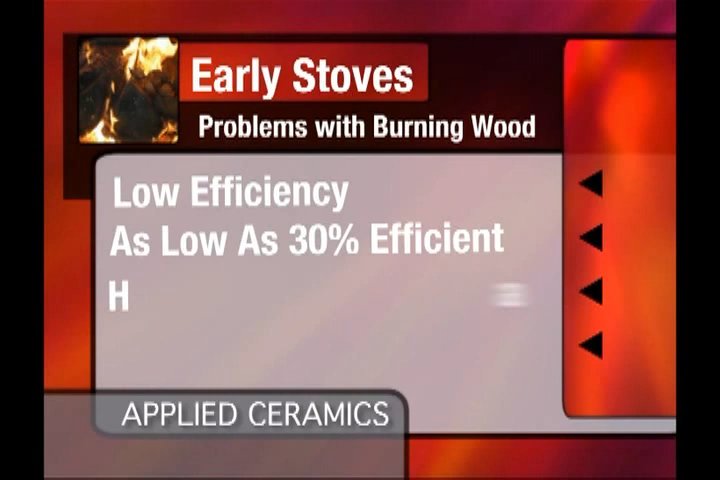 Early Stoves
Problems with Burning Wood
Low Efficiency
As Low As 30% Efficient
H
APPLIED CERAMICS